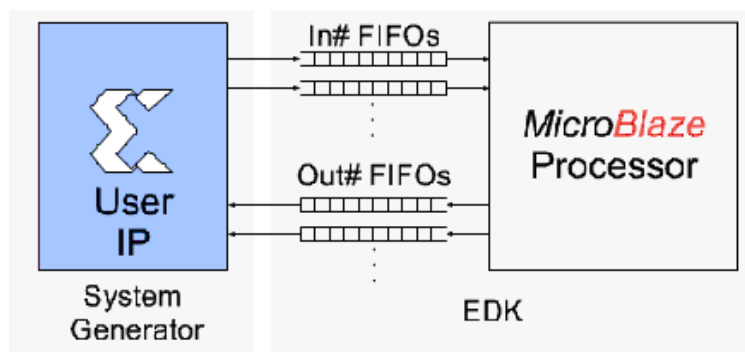 In# FIFOs
User
IP
Out# FIFOs
MicroBlaze
Processor
System
Generator
EDK